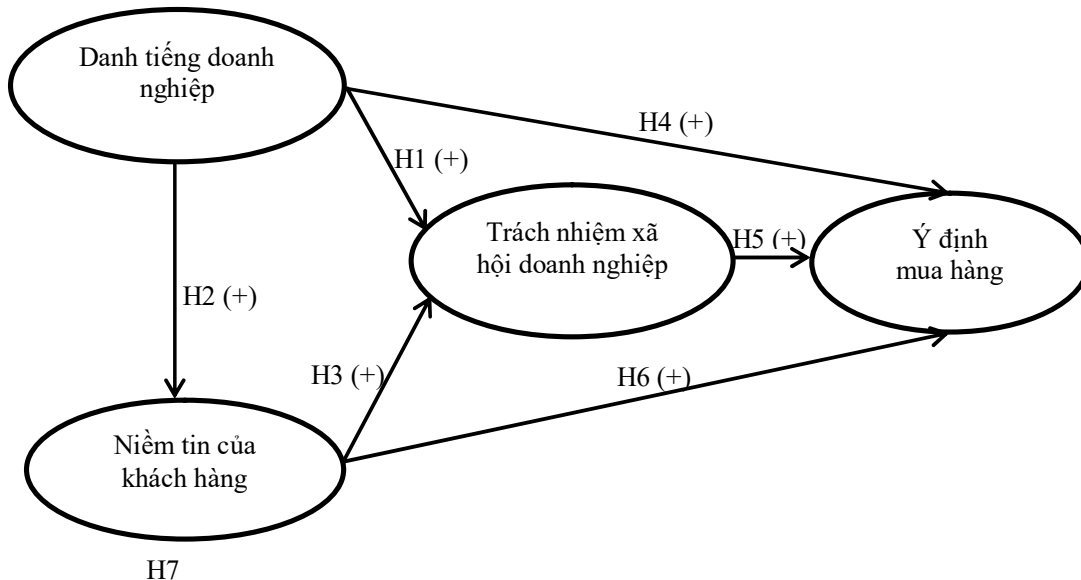 Danh tiếng doanh
nghiệp
H4 (+)
H1 (+)
Trách nhiệm xã
hội doanh nghiệp
H5 (+)
Ý định
mua hàng
H2 (+)
H3 (+)
H6 (+)
Niềm tin của
khách hàng
H7